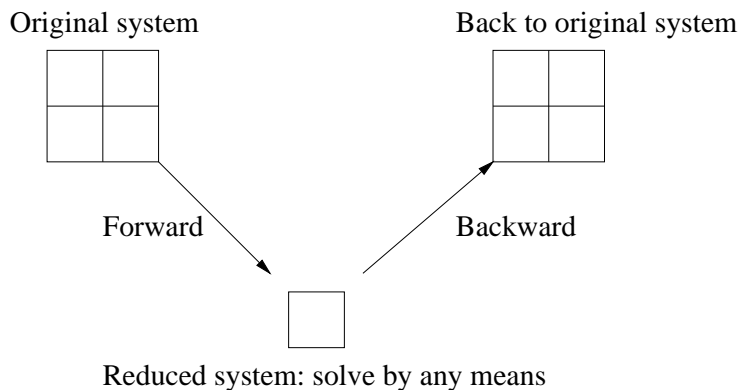 Original system
Back to original system
Forward
Backward
Reduced system: solve by any means